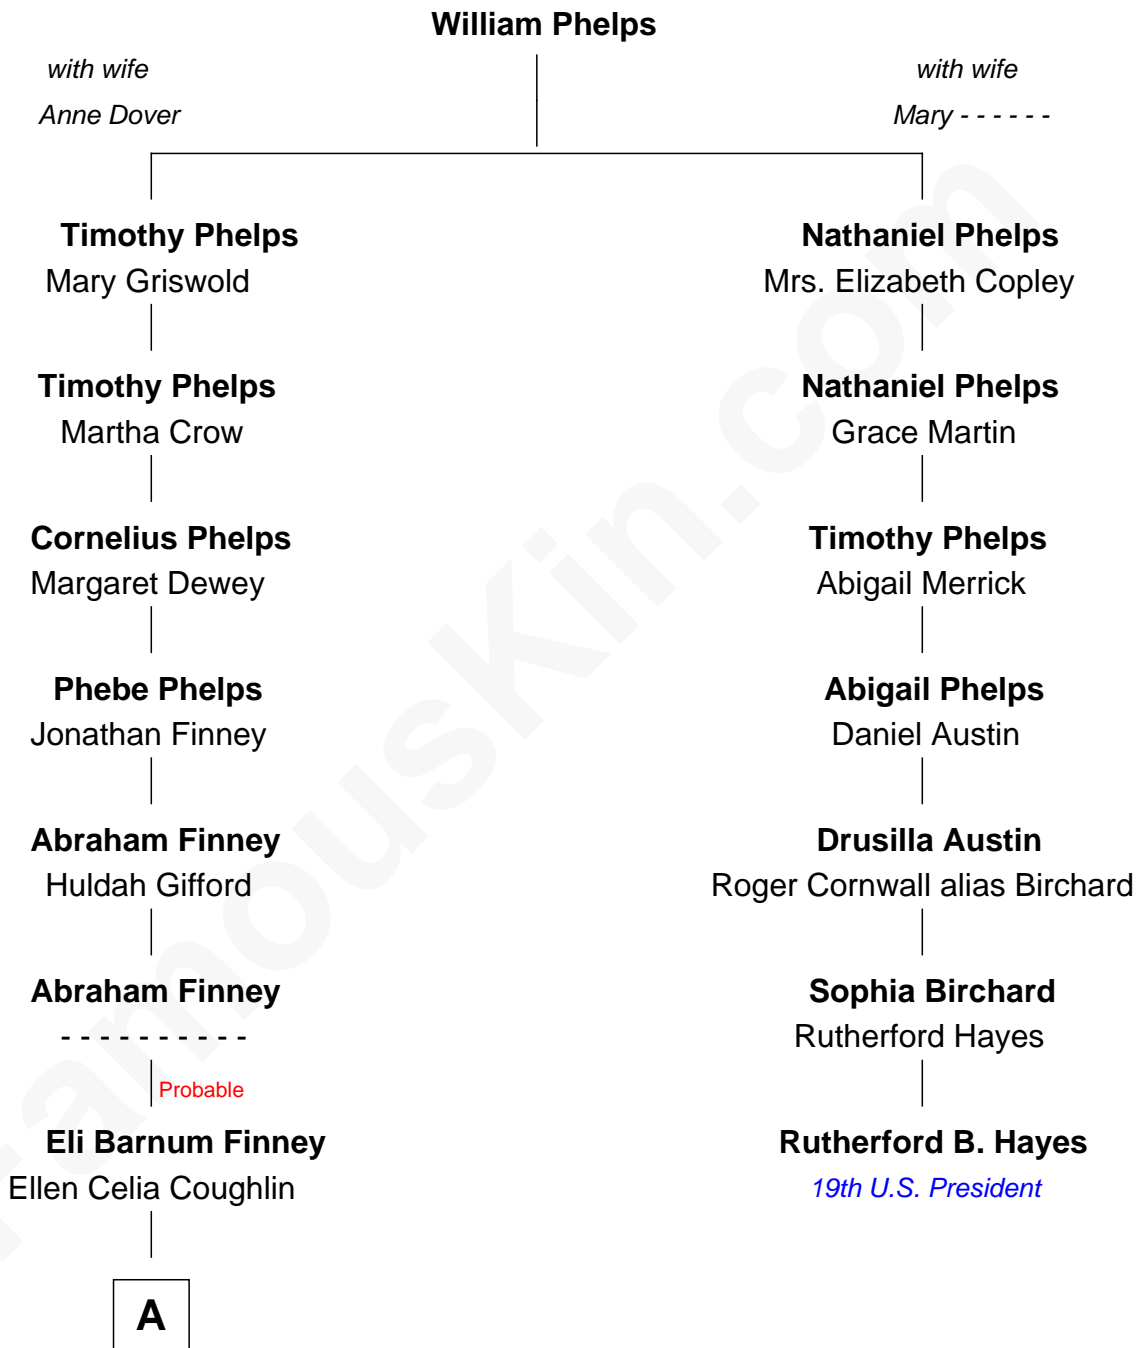 William Phelps
with wife
Anne Dover
with wife
Mary - - - - - -
Timothy Phelps
Mary Griswold
Nathaniel Phelps
Mrs. Elizabeth Copley
Timothy Phelps
Martha Crow
Nathaniel Phelps
Grace Martin
Cornelius Phelps
Margaret Dewey
Timothy Phelps
Abigail Merrick
Phebe Phelps
Jonathan Finney
Abigail Phelps
Daniel Austin
Abraham Finney
Huldah Gifford
Drusilla Austin
Roger Cornwall alias Birchard
Abraham Finney
- - - - - - - - - -
Sophia Birchard
Rutherford Hayes
Probable
Eli Barnum Finney
Ellen Celia Coughlin
Rutherford B. Hayes
19th U.S. President
A
FamousKin.com